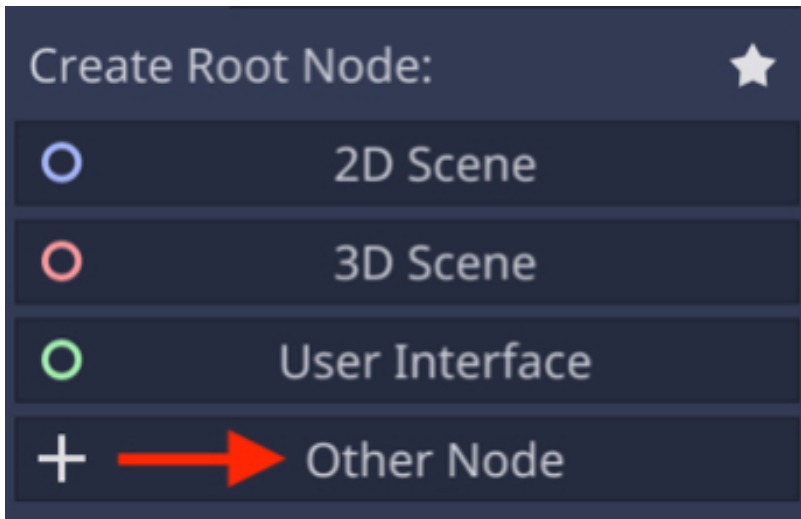 Create Root Node:
2D Scene
3D Scene
User Interface
Other Node